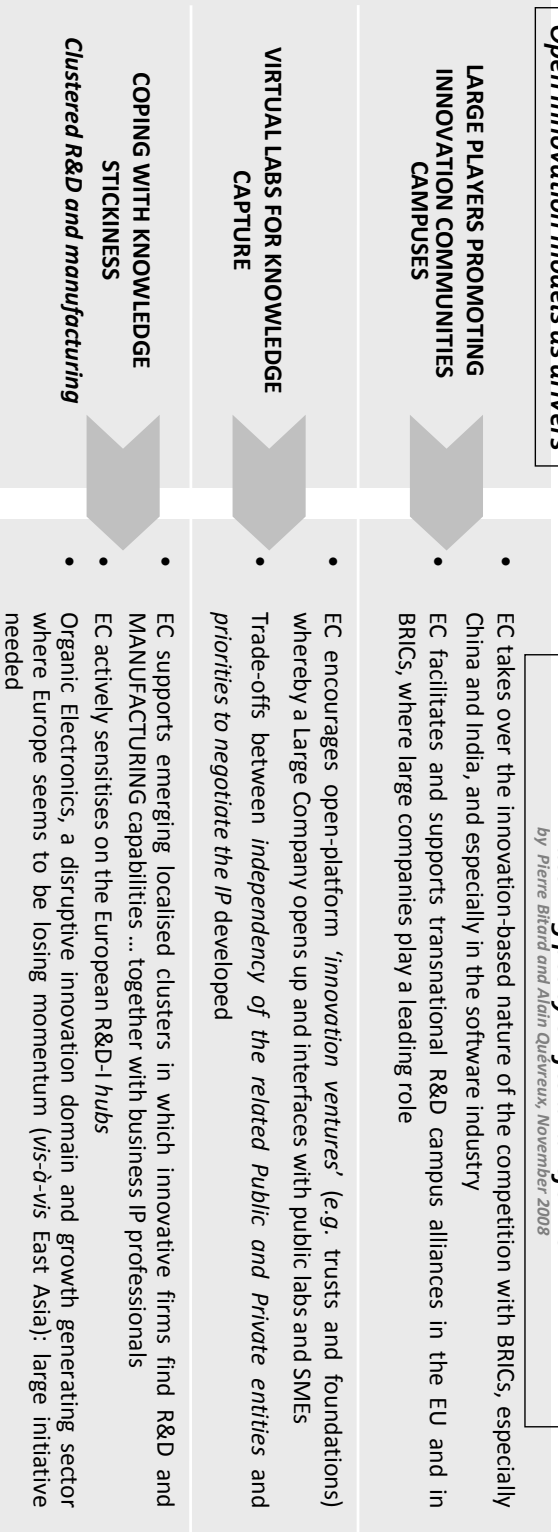 Open innovation models as drivers
by Pierre Bitard and Alain Quévreux, November 2008
LARGE PLAYERS PROMOTING
INNOVATION COMMUNITIES
CAMPUSES
• EC takes over the innovation-based nature of the competition with BRICs, especially
China and India, and especially in the software industry
• EC facilitates and supports transnational R&D campus alliances in the EU and in
BRICs, where large companies play a leading role
VIRTUAL LABS FOR KNOWLEDGE
CAPTURE
• EC encourages open-platform ‘innovation ventures’ (e.g. trusts and foundations)
whereby a Large Company opens up and interfaces with public labs and SMEs
• Trade-offs between independency of the related Public and Private entities and
priorities to negotiate the IP developed
COPING WITH KNOWLEDGE
STICKINESS
Clustered R&D and manufacturing
• EC supports emerging localised clusters in which innovative firms find R&D and
MANUFACTURING capabilities ... together with business IP professionals
• EC actively sensitises on the European R&D-I hubs
• Organic Electronics, a disruptive innovation domain and growth generating sector
where Europe seems to be losing momentum (vis-à-vis East Asia): large initiative
needed